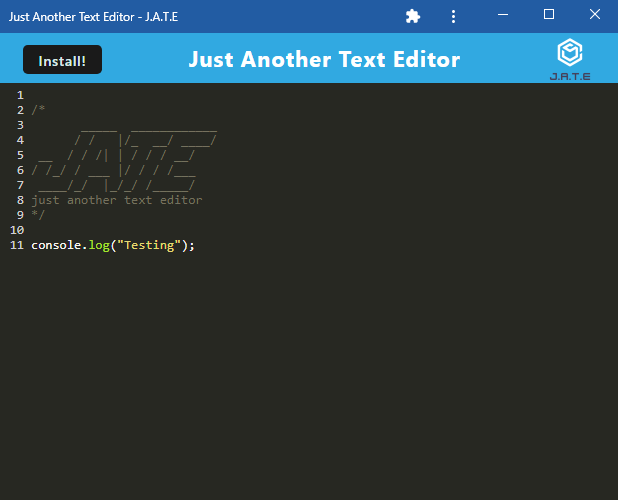 Just Another Text Editor - J.A.T.E
Install!
Just Another Text Editor
J.A.T.E
1
2 /*
3        _____  ____________
4       / /   |/_  __/ ____/
5  __  / / /| | / / / __/
6 / /_/ / ___ |/ / / /___
7  ____/_/  |_/_/ /_____/
8 just another text editor
9 */
10
11 console.log("Testing");